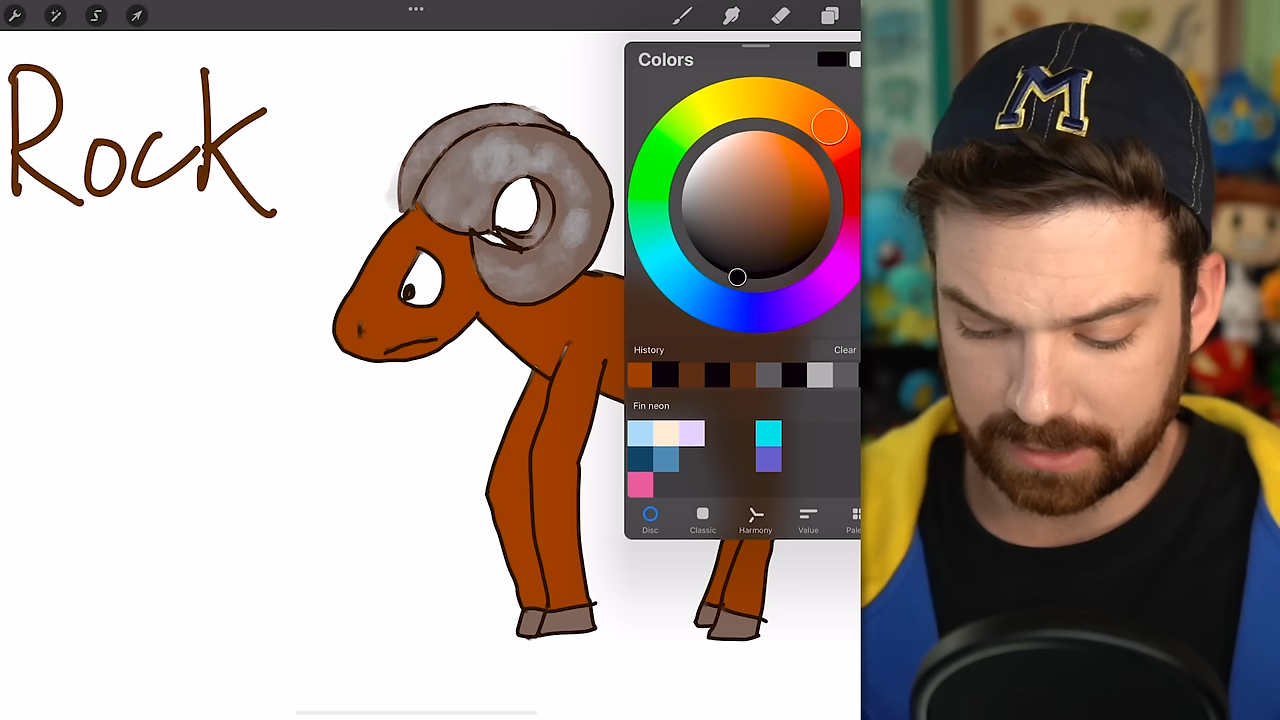 Rock
Colors
M
History Clear
Fin neon
Disc Classic Harmony Value